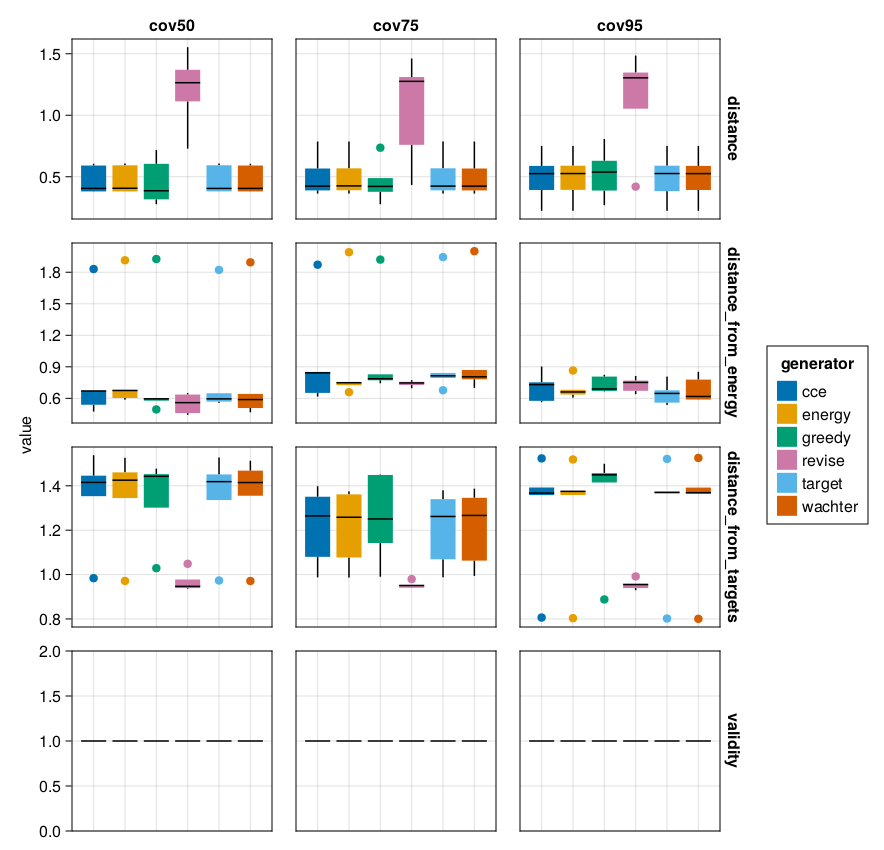 cov50
cov75
cov95
1.5
1.0
0.5
distance
1.8
1.5
1.2
0.9
0.6
distance_from_energy
value
1.4
1.2
1.0
0.8
distance_from_targets
2.0
1.5
1.0
0.5
0.0
validity
generator
cce
energy
greedy
revise
target
wachter